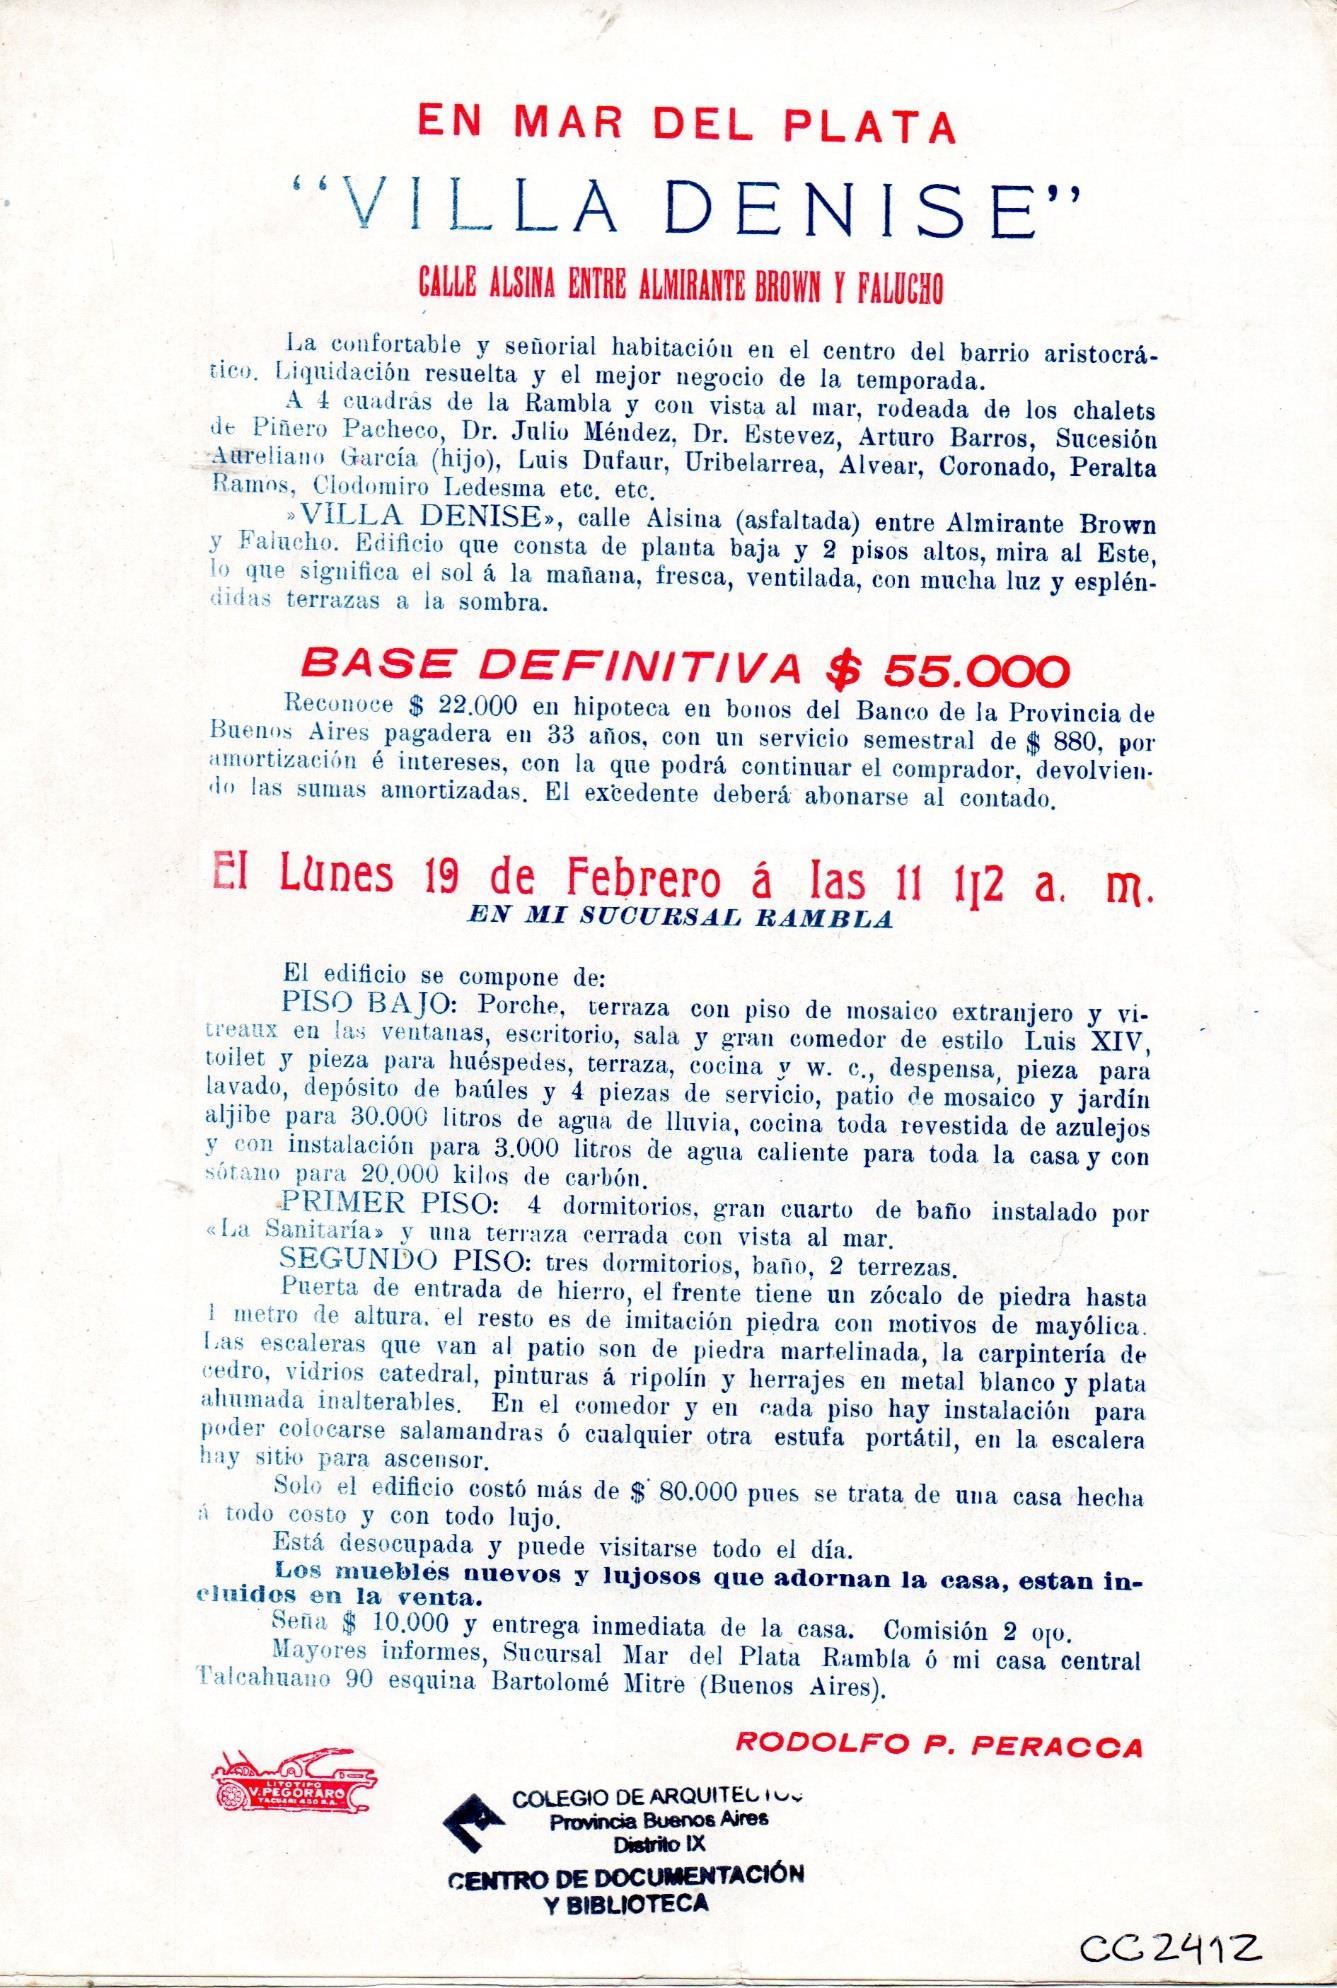 EN MAR DEL PLATA
“VILLA DENISE”
CALLE ALSINA ENTRE ALMIRANTE BROWN Y FALUCHO
La confortable y señorial habitación en el centro del barrio aristocrá-
tico. Liquidación resuelta y el mejor negocio de la temporada.
A 4 cuadras de la Rambla y con vista al mar, rodeada de los chalets
de Piñero Pacheco, Dr. Julio Méndez, Dr. Estevez, Arturo Barros, Sucesión
Aureliano García (hijo), Luis Dufaur, Uribelarrea, Alvear, Coronado, Peralta
Ramos, Clodomiro Ledesma etc. etc.
»VILLA DENISE», calle Alsina (asfaltada) entre Almirante Brown
y Falucho. Edificio que consta de planta baja y 2 pisos altos, mira al Este,
lo que significa el sol á la mañana, fresca, ventilada, con mucha luz y esplén-
didas terrazas a la sombra.
BASE DEFINITIVA $ 55.000
Reconoce $ 22.000 en hipoteca en bonos del Banco de la Provincia de
Buenos Aires pagadera en 33 años, con un servicio semestral de $ 880, por
amortización é intereses, con la que podrá continuar el comprador, devolvien-
do las sumas amortizadas. El excedente deberá abonarse al contado.
El Lunes 19 de Febrero á las 11 1|2 a. m.
EN MI SUCURSAL RAMBLA
El edificio se compone de:
PISO BAJO: Porche, terraza con piso de mosaico extranjero y vi-
treaux en las ventanas, escritorio, sala y gran comedor de estilo Luis XIV,
toilet y pieza para huéspedes, terraza, cocina y w. c., despensa, pieza para
lavado, depósito de baúles y 4 piezas de servicio, patio de mosaico y jardín
aljibe para 30.000 litros de agua de lluvia, cocina toda revestida de azulejos
y con instalación para 3.000 litros de agua caliente para toda la casa y con
sótano para 20.000 kilos de carbón.
PRIMER PISO: 4 dormitorios, gran cuarto de baño instalado por
«La Sanitaría» y una terraza cerrada con vista al mar.
SEGUNDO PISO: tres dormitorios, baño, 2 terrezas.
Puerta de entrada de hierro, el frente tiene un zócalo de piedra hasta
1 metro de altura. el resto es de imitación piedra con motivos de mayólica.
Las escaleras que van al patio son de piedra martelinada, la carpintería de
cedro, vidrios catedral, pinturas á ripolín y herrajes en metal blanco y plata
ahumada inalterables. En el comedor y en cada piso hay instalación para
poder colocarse salamandras ó cualquier otra estufa portátil, en la escalera
hay sitio para ascensor.
Solo el edificio costó más de $ 80.000 pues se trata de una casa hecha
á todo costo y con todo lujo.
Está desocupada y puede visitarse todo el día.
Los muebles nuevos y lujosos que adornan la casa, estan in-
cluidos en la venta.
Seña $ 10.000 y entrega inmediata de la casa. Comisión 2 o|o.
Mayores informes, Sucursal Mar del Plata Rambla ó mi casa central
Talcahuano 90 esquina Bartolomé Mitre (Buenos Aires).
RODOLFO P. PERACCA
LITOTIPO
V. PEGORARO
TACUARI 450 B.A.
COLEGIO DE ARQUITECTOS
Provincia Buenos Aires
Distrito IX
CENTRO DE DOCUMENTACIÓN
Y BIBLIOTECA
CC2412